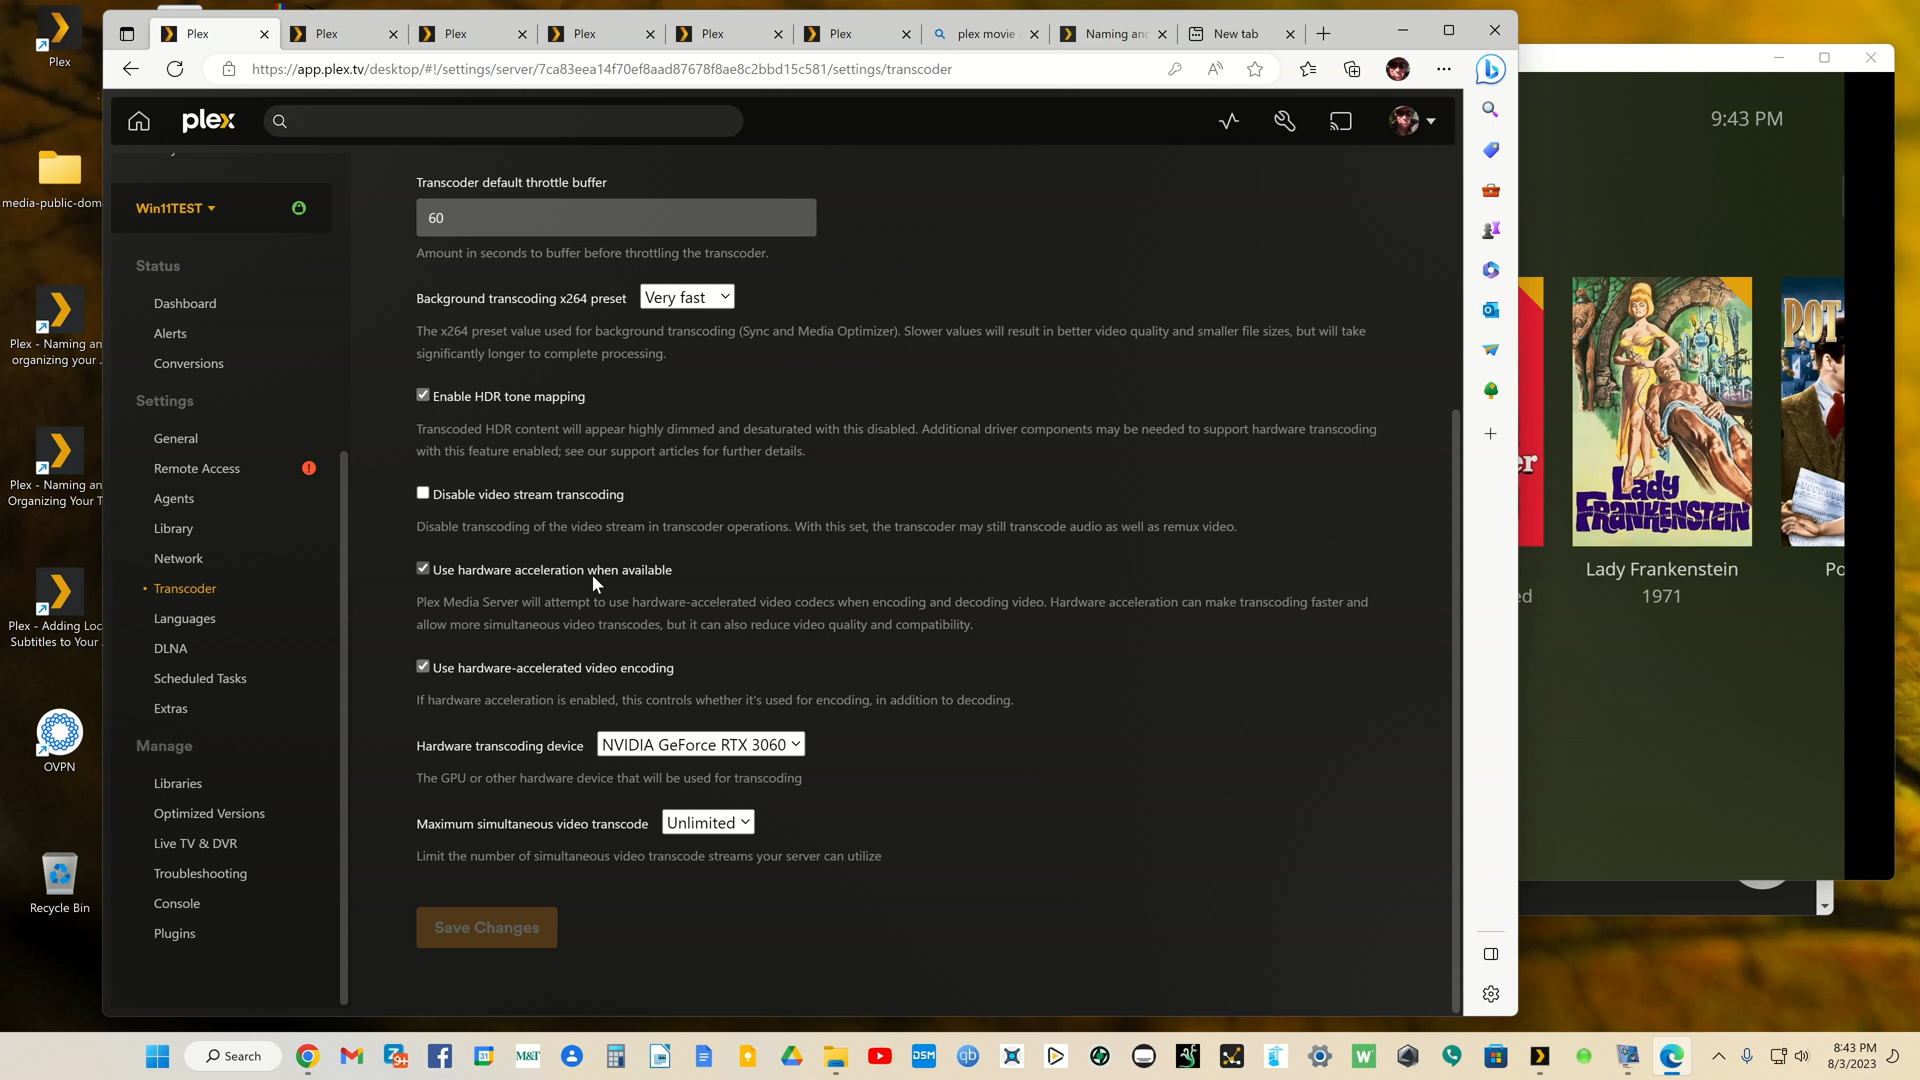 Plex
Plex
Plex
Plex
Plex
Plex
plex movie
Naming and
New tab
https://app.plex.tv/desktop/#!/settings/server/7ca83eea14f70ef8aad87678f8ae8c2bbd15c581/settings/transcoder
plex
9:43 PM
Plex
media-public-dom
Plex - Naming an
organizing your .
Plex - Naming an
Organizing Your T
Plex - Adding Loc
Subtitles to Your .
OVPN
Recycle Bin
Win11TEST
Status
Dashboard
Alerts
Conversions
Settings
General
Remote Access
Agents
Library
Network
Transcoder
Languages
DLNA
Scheduled Tasks
Extras
Manage
Libraries
Optimized Versions
Live TV & DVR
Troubleshooting
Console
Plugins
Transcoder default throttle buffer
60
Amount in seconds to buffer before throttling the transcoder.
Background transcoding x264 preset Very fast
The x264 preset value used for background transcoding (Sync and Media Optimizer). Slower values will result in better video quality and smaller file sizes, but will take
significantly longer to complete processing.
Enable HDR tone mapping
Transcoded HDR content will appear highly dimmed and desaturated with this disabled. Additional driver components may be needed to support hardware transcoding
with this feature enabled; see our support articles for further details.
Disable video stream transcoding
Disable transcoding of the video stream in transcoder operations. With this set, the transcoder may still transcode audio as well as remux video.
Use hardware acceleration when available
Plex Media Server will attempt to use hardware-accelerated video codecs when encoding and decoding video. Hardware acceleration can make transcoding faster and
allow more simultaneous video transcodes, but it can also reduce video quality and compatibility.
Use hardware-accelerated video encoding
If hardware acceleration is enabled, this controls whether it's used for encoding, in addition to decoding.
Hardware transcoding device NVIDIA GeForce RTX 3060
The GPU or other hardware device that will be used for transcoding
Maximum simultaneous video transcode Unlimited
Limit the number of simultaneous video transcode streams your server can utilize
Save Changes
er
Lady
FRANKENSTEIN
POT
ed
Lady Frankenstein
1971
Po
Search
9+
31
M&T
DSM
qb
W
8:43 PM
8/3/2023